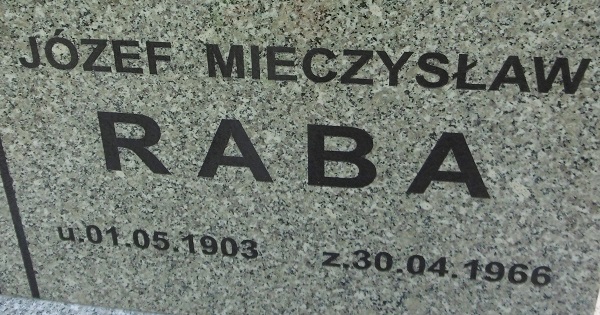 JÓZEF MIECZYSŁAW
RABA
u.01.05.1903 z.30.04.1966